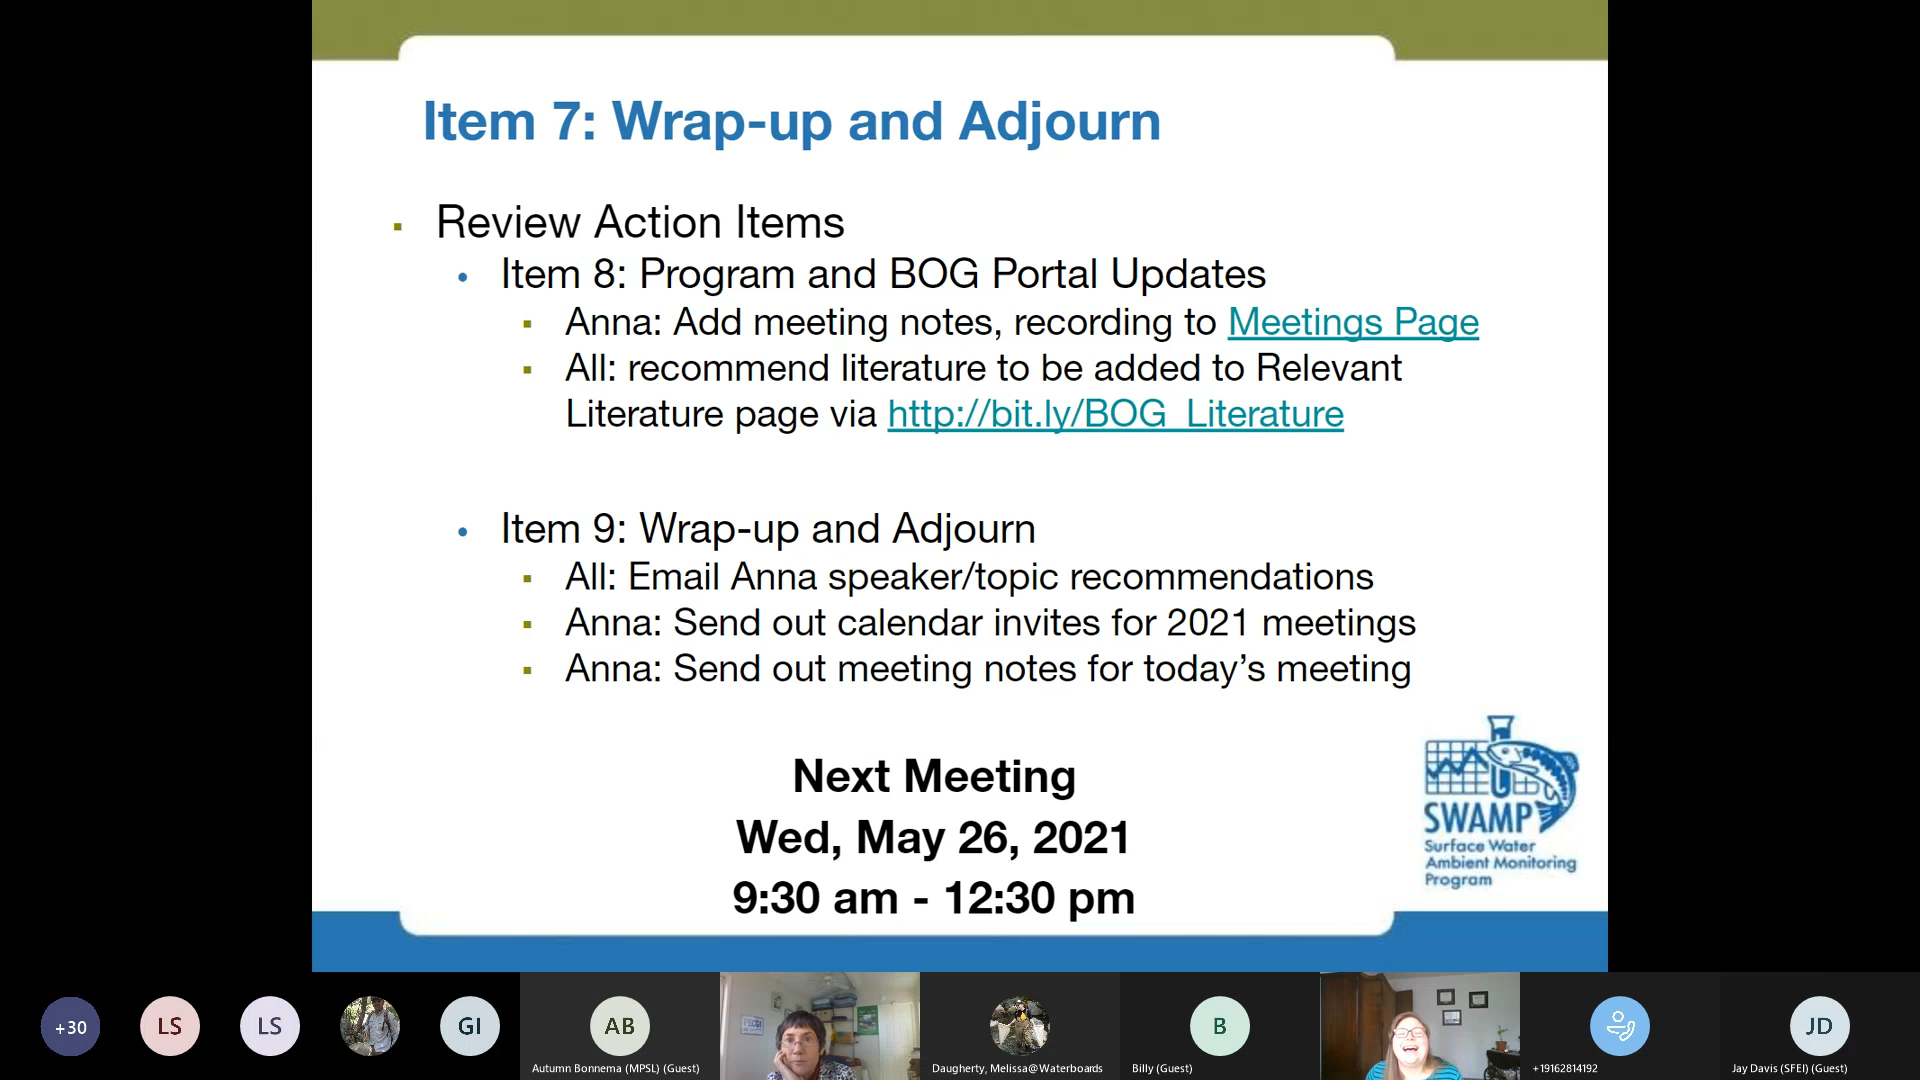 Item 7: Wrap-up and Adjourn
Review Action Items
Item 8: Program and BOG Portal Updates
Anna: Add meeting notes, recording to Meetings Page
All: recommend literature to be added to Relevant
Literature page via http://bit.ly/BOG_Literature
Item 9: Wrap-up and Adjourn
All: Email Anna speaker/topic recommendations
Anna: Send out calendar invites for 2021 meetings
Anna: Send out meeting notes for today’s meeting
Next Meeting
Wed, May 26, 2021
9:30 am - 12:30 pm
SWAMP
Surface Water
Ambient Monitoring
Program
+30
LS
LS
GI
AB
B
JD
Autumn Bonnema (MPSL) (Guest)
Daugherty, Melissa@Waterboards
Billy (Guest)
+19162814192
Jay Davis (SFEI) (Guest)